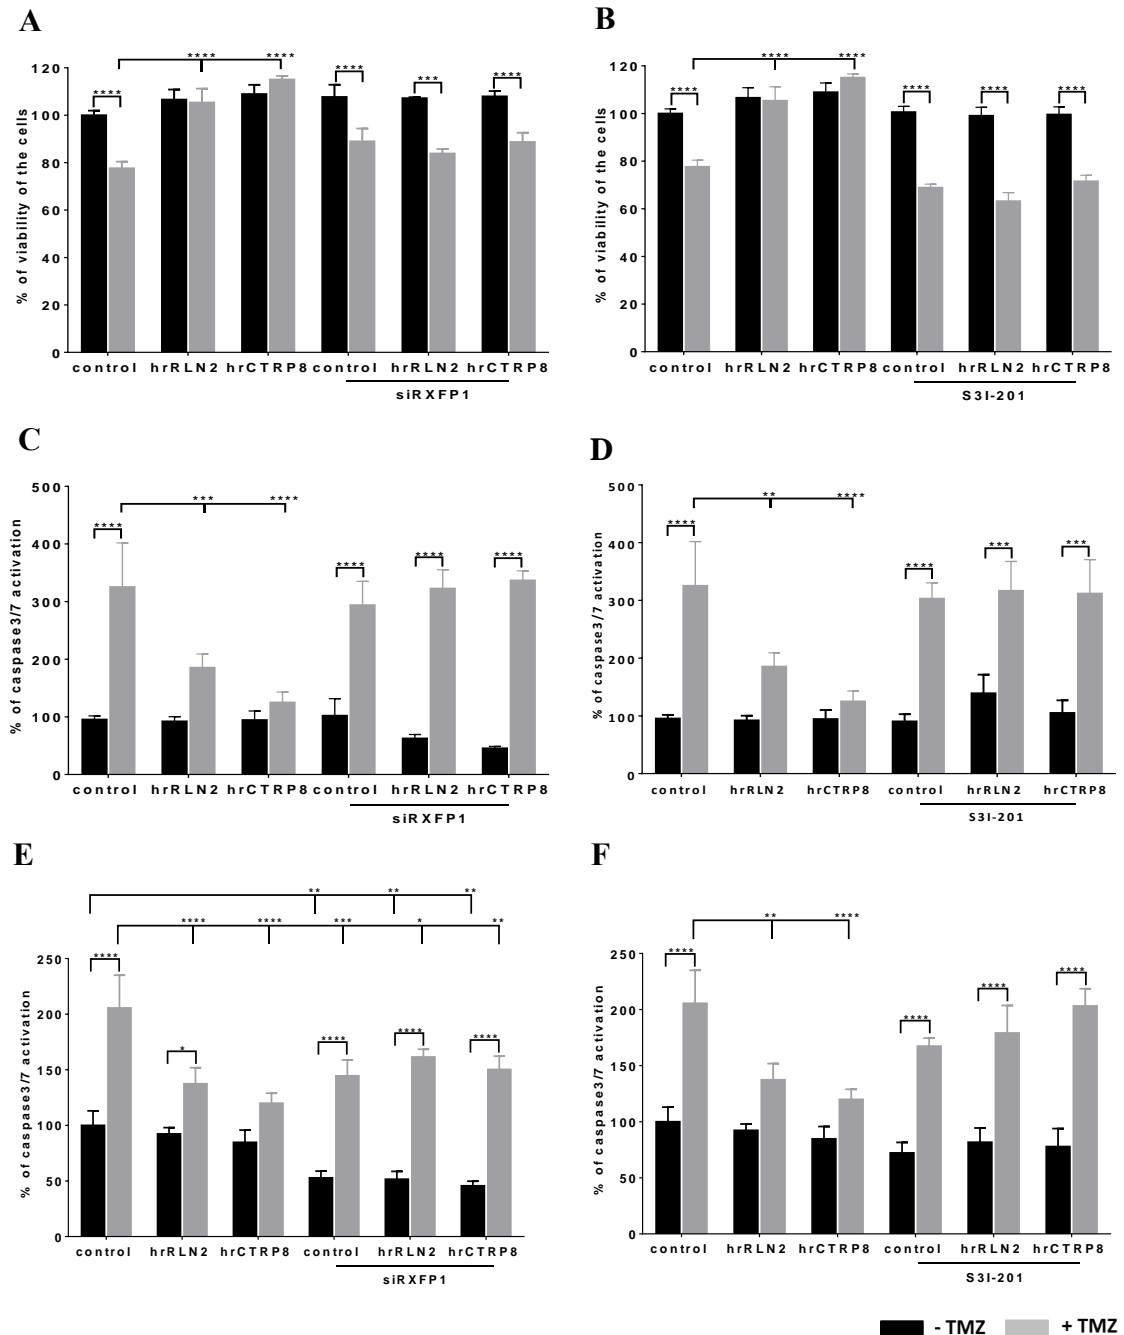 A
% of viability of the cells
120
100
80
60
40
20
0
**** **** **** **** *** ****
control hrRLN2 hrCTRP8 control hrRLN2 hrCTRP8
siRXFP1
B
% of viability of the cells
120
100
80
60
40
20
0
**** **** **** **** **** ****
control hrRLN2 hrCTRP8 control hrRLN2 hrCTRP8
S3I-201
C
% of caspase3/7 activation
500
400
300
200
100
0
**** *** **** **** **** ****
control hrRLN2 hrCTRP8 control hrRLN2 hrCTRP8
siRXFP1
D
% of caspase3/7 activation
500
400
300
200
100
0
**** ** **** **** *** ***
control hrRLN2 hrCTRP8 control hrRLN2 hrCTRP8
S3I-201
E
% of caspase3/7 activation
** ** **
**** **** *** * **
250
200
150
100
50
0
**** * **** **** ****
control hrRLN2 hrCTRP8 control hrRLN2 hrCTRP8
siRXFP1
F
% of caspase3/7 activation
** ****
250
200
150
100
50
0
**** **** **** ****
control hrRLN2 hrCTRP8 control hrRLN2 hrCTRP8
S3I-201
- TMZ + TMZ